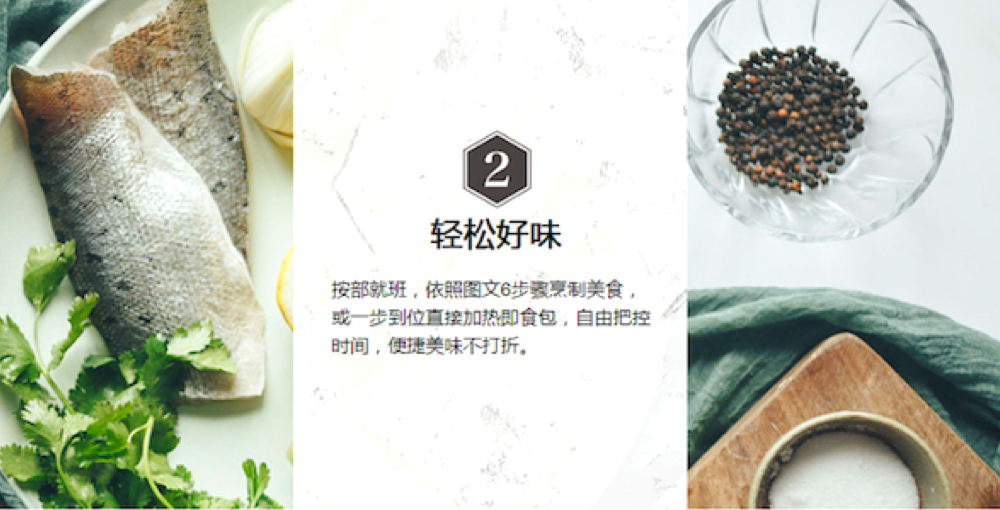 2
轻松好味
按部就班，依照图文6步骤烹制美食，
或一步到位直接加热即食包，自由把控
时间，便捷美味不打折。